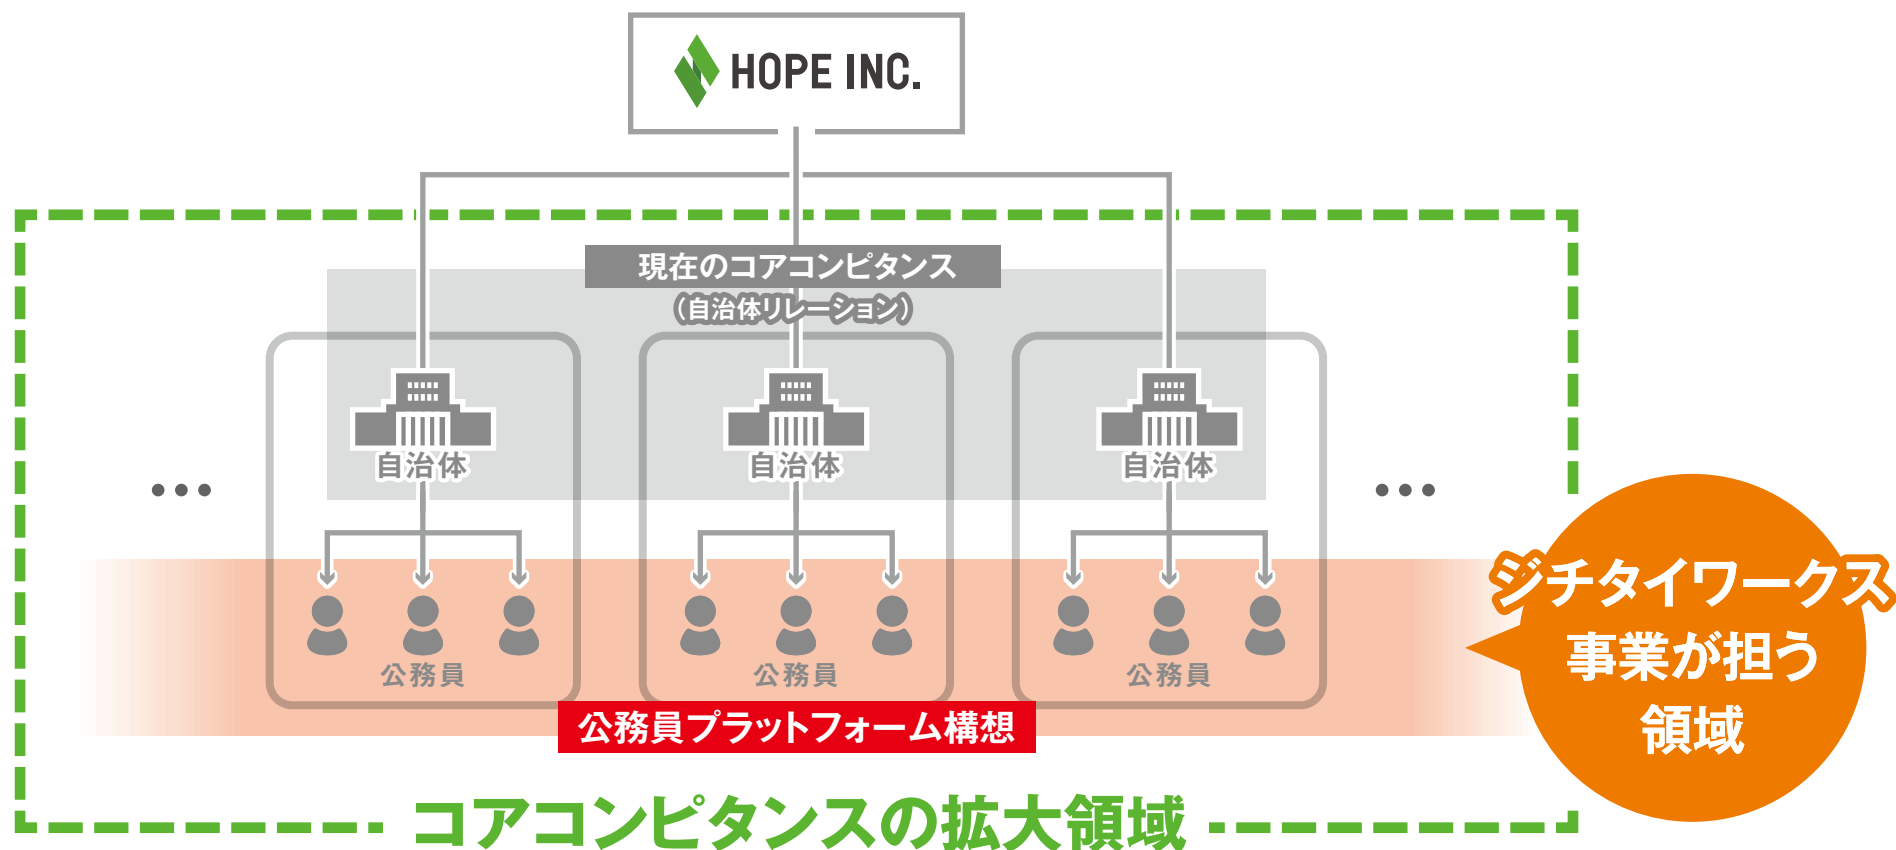 HOPE INC.
現在のコアコンピタンス
(自治体リレーション)
自治体
自治体
自治体
公務員
公務員
公務員
公務員プラットフォーム構想
ジチタイワークス
事業が担う
領域
コアコンピタンスの拡大領域